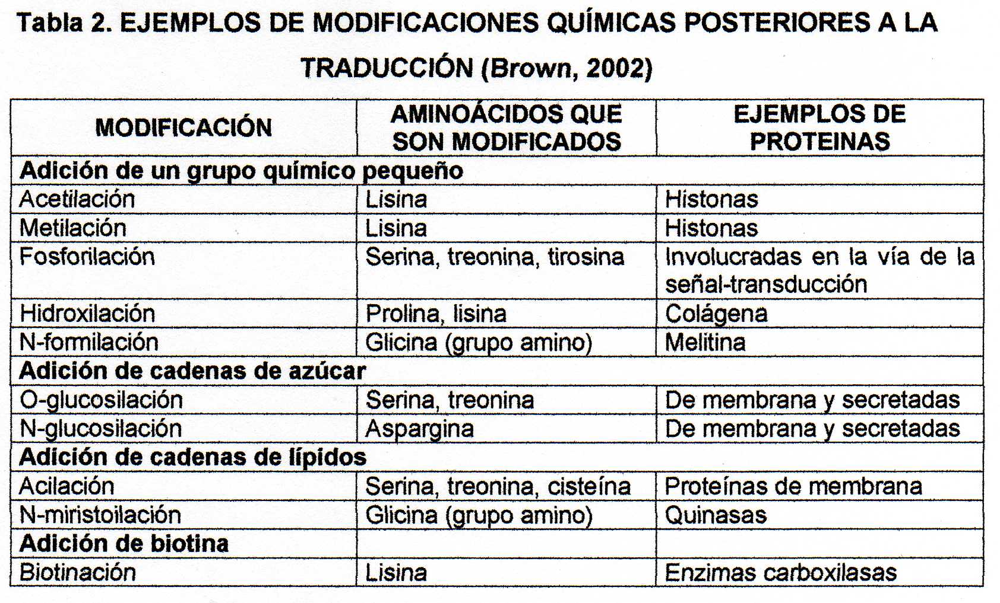 Tabla 2. EJEMPLOS DE MODIFICACIONES QUÍMICAS POSTERIORES A LA
TRADUCCIÓN (Brown, 2002)
MODIFICACIÓN
AMINOÁCIDOS QUE
SON MODIFICADOS
EJEMPLOS DE
PROTEINAS
Adición de un grupo químico pequeño
Acetilación Lisina Histonas
Metilación Lisina Histonas
Fosforilación Serina, treonina, tirosina Involucradas en la vía de la
señal-transducción
Hidroxilación Prolina, lisina Colágena
N-formilación Glicina (grupo amino) Melitina
Adición de cadenas de azúcar
O-glucosilación Serina, treonina De membrana y secretadas
N-glucosilación Aspargina De membrana y secretadas
Adición de cadenas de lípidos
Acilación Serina, treonina, cisteína Proteínas de membrana
N-miristoilación Glicina (grupo amino) Quinasas
Adición de biotina
Biotinación Lisina Enzimas carboxilasas